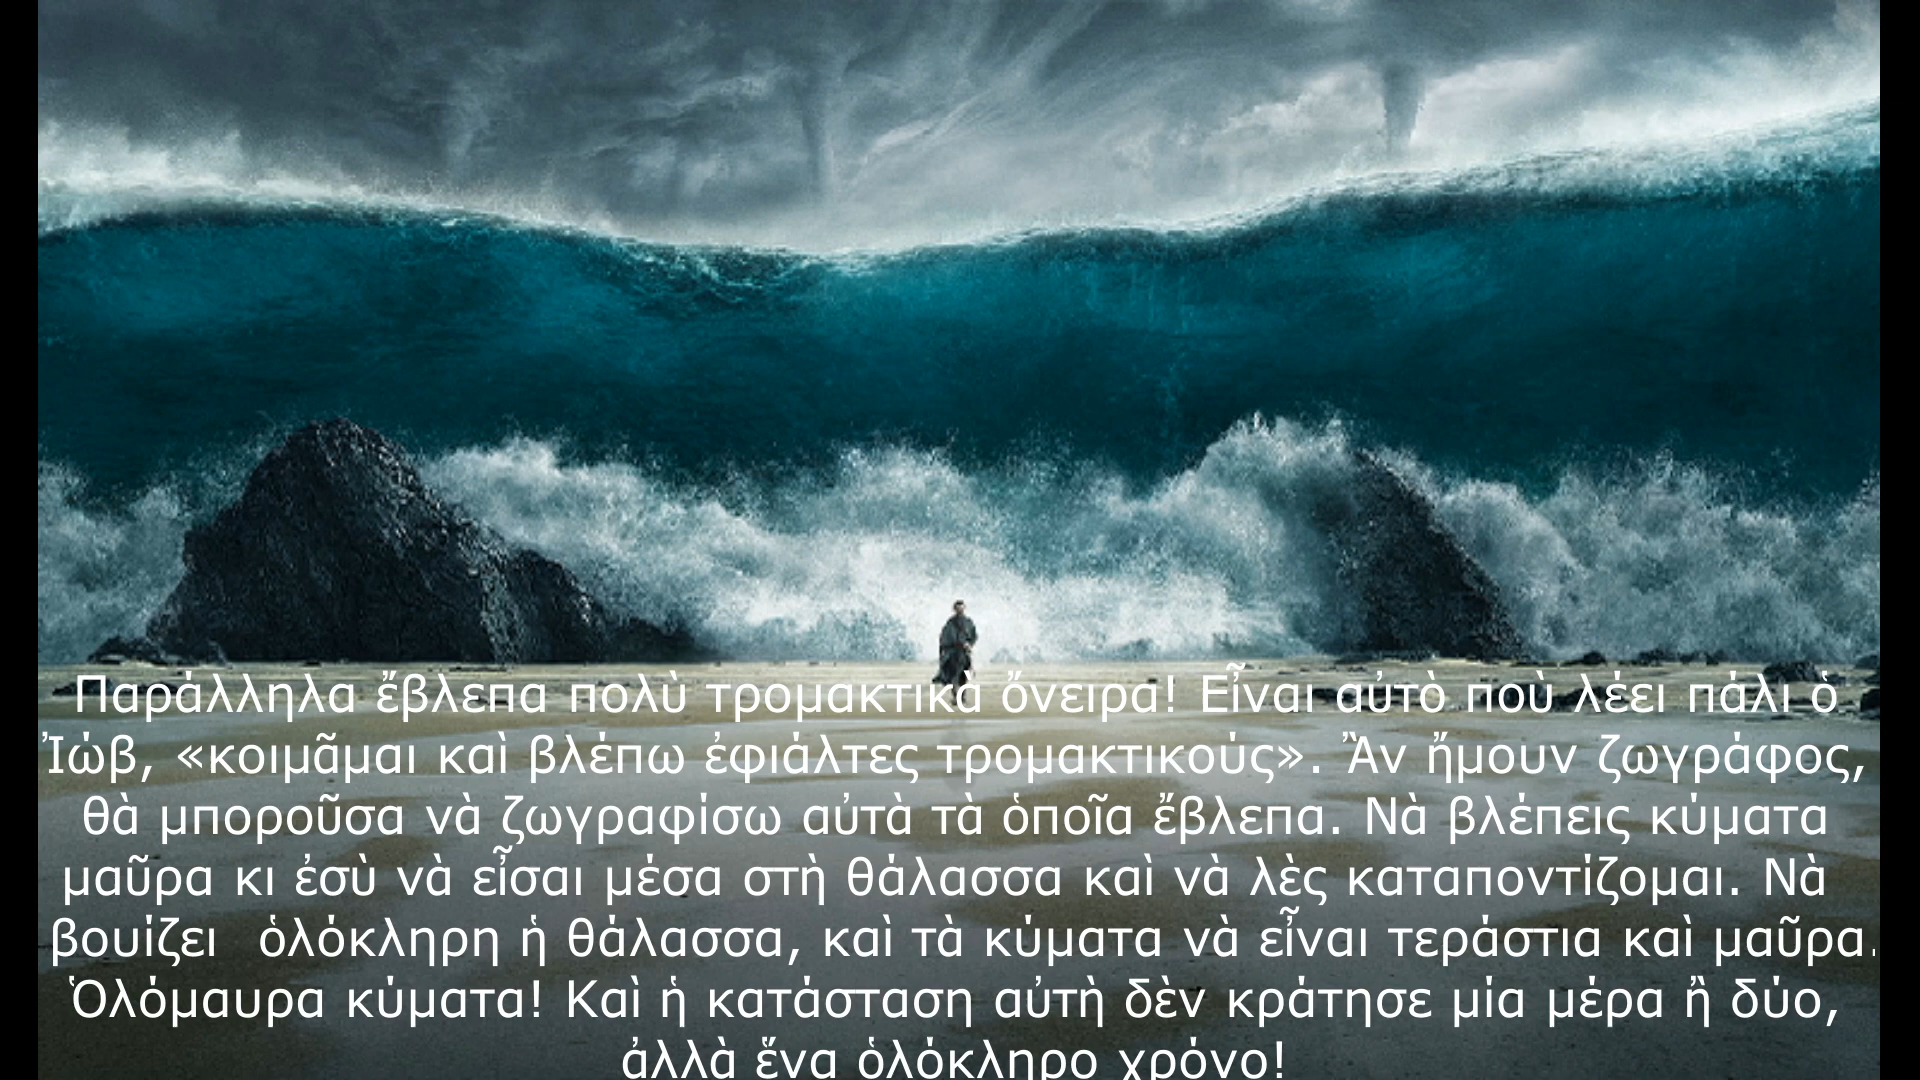 Παράλληλα ἔβλεπα πολὺ τρομακτικὰ ὄνειρα! Εἶναι αὐτὸ ποὺ λέει πάλι ὁ
Ἰώβ, «κοιμᾶμαι καὶ βλέπω ἐφιάλτες τρομακτικούς». Ἂν ἤμουν ζωγράφος,
θὰ μποροῦσα νὰ ζωγραφίσω αὐτὰ τὰ ὁποῖα ἔβλεπα. Νὰ βλέπεις κύματα
μαῦρα κι ἐσὺ νὰ εἶσαι μέσα στὴ θάλασσα καὶ νὰ λὲς καταποντίζομαι. Νὰ
βουίζει ὁλόκληρη ἡ θάλασσα, καὶ τὰ κύματα νὰ εἶναι τεράστια καὶ μαῦρα.
Ὁλόμαυρα κύματα! Καὶ ἡ κατάσταση αὐτὴ δὲν κράτησε μία μέρα ἢ δύο,
ἀλλὰ ἕνα ὁλόκληρο χρόνο!